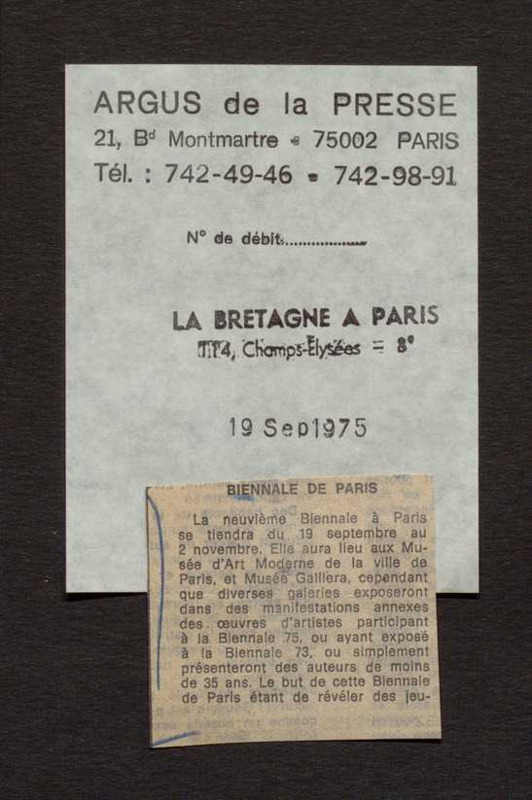 ARGUS de la PRESSE
21, Bd Montmartre - 75002 PARIS
Tél. : 742-49-46 - 742-98-91
N° de débit..................
LA BRETAGNE A PARIS
114, Champs-Élysées = 8e
19 Sep1975
BIENNALE DE PARIS
La neuvième Biennale à Paris
se tiendra du 19 septembre au
2 novembre. Elle aura lieu aux Mu-
sée d'Art Moderne de la ville de
Paris, et Musée Galliera, cependant
que diverses galeries exposeront
dans des manifestations annexes
des œuvres d'artistes participant
à la Biennale 75, ou ayant exposé
à la Biennale 73, ou simplement
présenteront des auteurs de moins
de 35 ans. Le but de cette Biennale
de Paris étant de révéler des jeu-